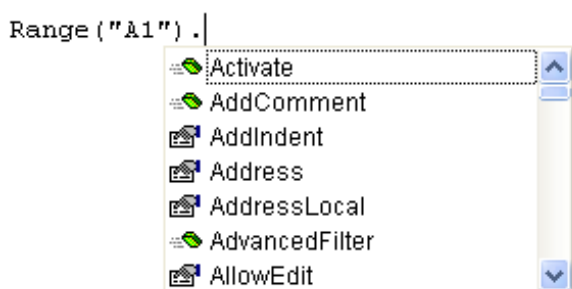 Range("A1").
Activate
AddComment
AddIndent
Address
AddressLocal
AdvancedFilter
AllowEdit